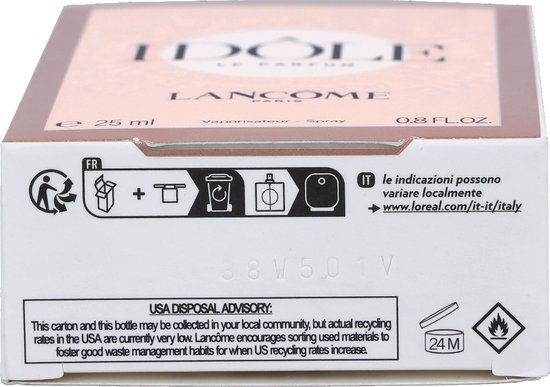 IDÔLE
LE PARFUM
LANCÔME
PARIS
e 25 ml
0.8 FL.OZ.
Vaporisateur - Spray
FR
+
IT
le indicazioni possono
variare localmente
www.loreal.com/it-it/italy
38W501V
USA DISPOSAL ADVISORY:
This carton and this bottle may be collected in your local community, but actual recycling
rates in the USA are currently very low. Lancôme encourages sorting used materials to
foster good waste management habits for when US recycling rates increase.
24 M